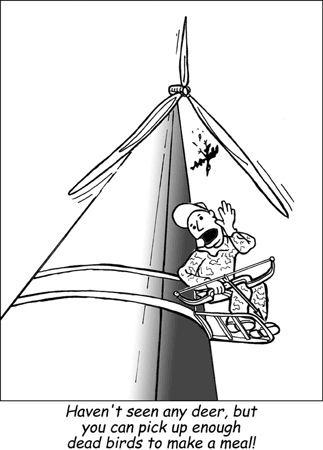 Haven't seen any deer, but
you can pick up enough
dead birds to make a meal!